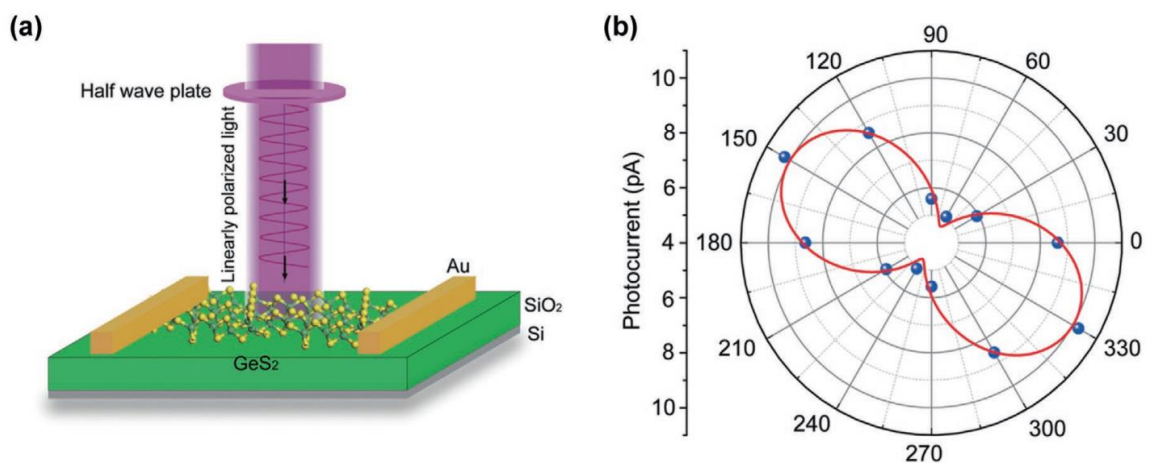 (a)
Half wave plate
Linearly polarized light
Au
SiO₂
Si
GeS₂
(b)
Photocurrent (pA)
10
8
6
4
6
8
10
90
60
30
0
330
300
270
240
210
180
150
120